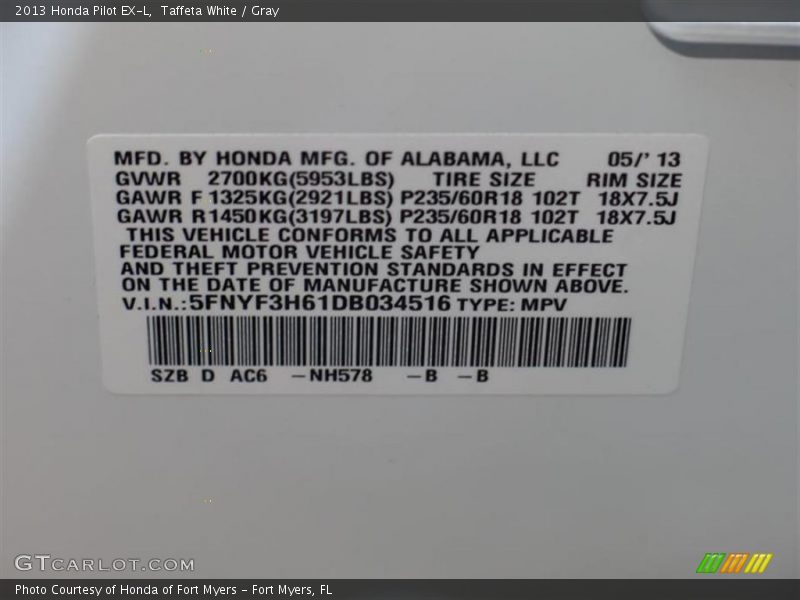 2013 Honda Pilot EX-L, Taffeta White / Gray
MFD. BY HONDA MFG. OF ALABAMA, LLC 05/' 13
GVWR 2700KG(5953LBS) TIRE SIZE RIM SIZE
GAWR F 1325KG(2921LBS) P235/60R18 102T 18X7.5J
GAWR R 1450KG(3197LBS) P235/60R18 102T 18X7.5J
THIS VEHICLE CONFORMS TO ALL APPLICABLE
FEDERAL MOTOR VEHICLE SAFETY
AND THEFT PREVENTION STANDARDS IN EFFECT
ON THE DATE OF MANUFACTURE SHOWN ABOVE.
V.I.N.:5FNYF3H61DB034516 TYPE: MPV
SZB D AC6 -NH578 -B -B
GTCARLOT.COM
Photo Courtesy of Honda of Fort Myers - Fort Myers, FL